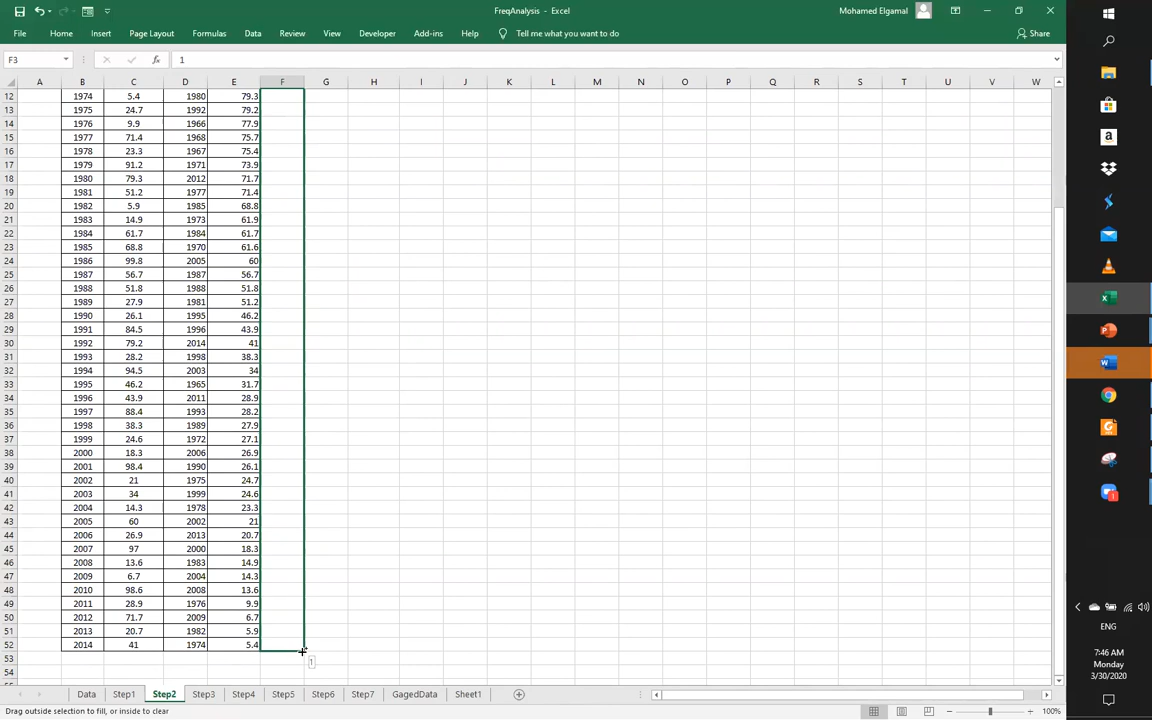 FreqAnalysis - Excel
Mohamed Elgamal
File Home Insert Page Layout Formulas Data Review View Developer Add-ins Help Tell me what you want to do Share
F3 fx 1
A B C D E F G H I J K L M N O P Q R S T U V W
12 1974 5.4 1980 79.3
13 1975 24.7 1992 79.2
14 1976 9.9 1966 77.9
15 1977 71.4 1968 75.7
16 1978 23.3 1967 75.4
17 1979 91.2 1971 73.9
18 1980 79.3 2012 71.7
19 1981 51.2 1977 71.4
20 1982 5.9 1985 68.8
21 1983 14.9 1973 61.9
22 1984 61.7 1984 61.7
23 1985 68.8 1970 61.6
24 1986 99.8 2005 60
25 1987 56.7 1987 56.7
26 1988 51.8 1988 51.8
27 1989 27.9 1981 51.2
28 1990 26.1 1995 46.2
29 1991 84.5 1996 43.9
30 1992 79.2 2014 41
31 1993 28.2 1998 38.3
32 1994 94.5 2003 34
33 1995 46.2 1965 31.7
34 1996 43.9 2011 28.9
35 1997 88.4 1993 28.2
36 1998 38.3 1989 27.9
37 1999 24.6 1972 27.1
38 2000 18.3 2006 26.9
39 2001 98.4 1990 26.1
40 2002 21 1975 24.7
41 2003 34 1999 24.6
42 2004 14.3 1978 23.3
43 2005 60 2002 21
44 2006 26.9 2013 20.7
45 2007 97 2000 18.3
46 2008 13.6 1983 14.9
47 2009 6.7 2004 14.3
48 2010 98.6 2008 13.6
49 2011 28.9 1976 9.9
50 2012 71.7 2009 6.7
51 2013 20.7 1982 5.9
52 2014 41 1974 5.4
53 1
54
Data Step1 Step2 Step3 Step4 Step5 Step6 Step7 GagedData Sheet1
Drag outside selection to fill, or inside to clear 100%
ENG
7:46 AM
Monday
3/30/2020